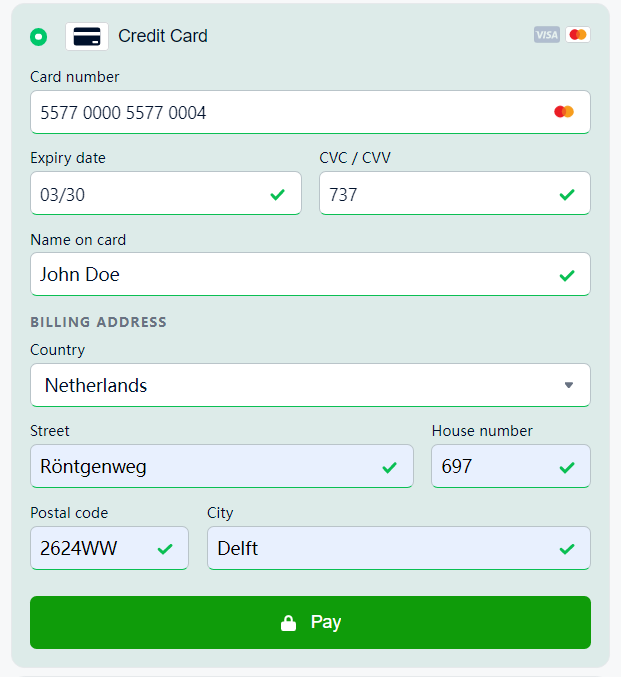 Credit Card
VISA
Card number
5577 0000 5577 0004
Expiry date
CVC / CVV
03/30
737
Name on card
John Doe
BILLING ADDRESS
Country
Netherlands
Street
House number
Röntgenweg
697
Postal code
City
2624WW
Delft
Pay